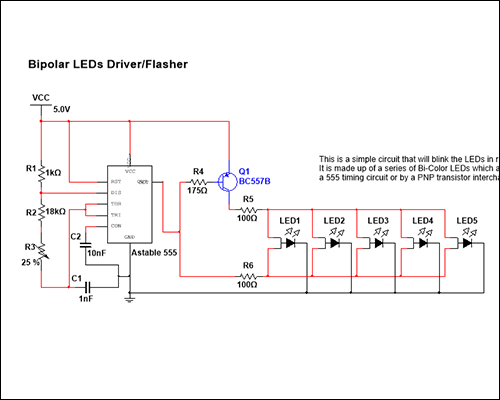 Bipolar LEDs Driver/Flasher
VCC
5.0V
This is a simple circuit that will blink the LEDs in r
It is made up of a series of Bi-Color LEDs which a
a 555 timing circuit or by a PNP transistor intercha
R1
1kΩ
R2
18kΩ
R3
25 %
C2
10nF
C1
1nF
VCC
RST
OUT
DIS
THR
TRI
CON
GND
Astable 555
R4
175Ω
Q1
BC557B
R5
100Ω
R6
100Ω
LED1
LED2
LED3
LED4
LED5